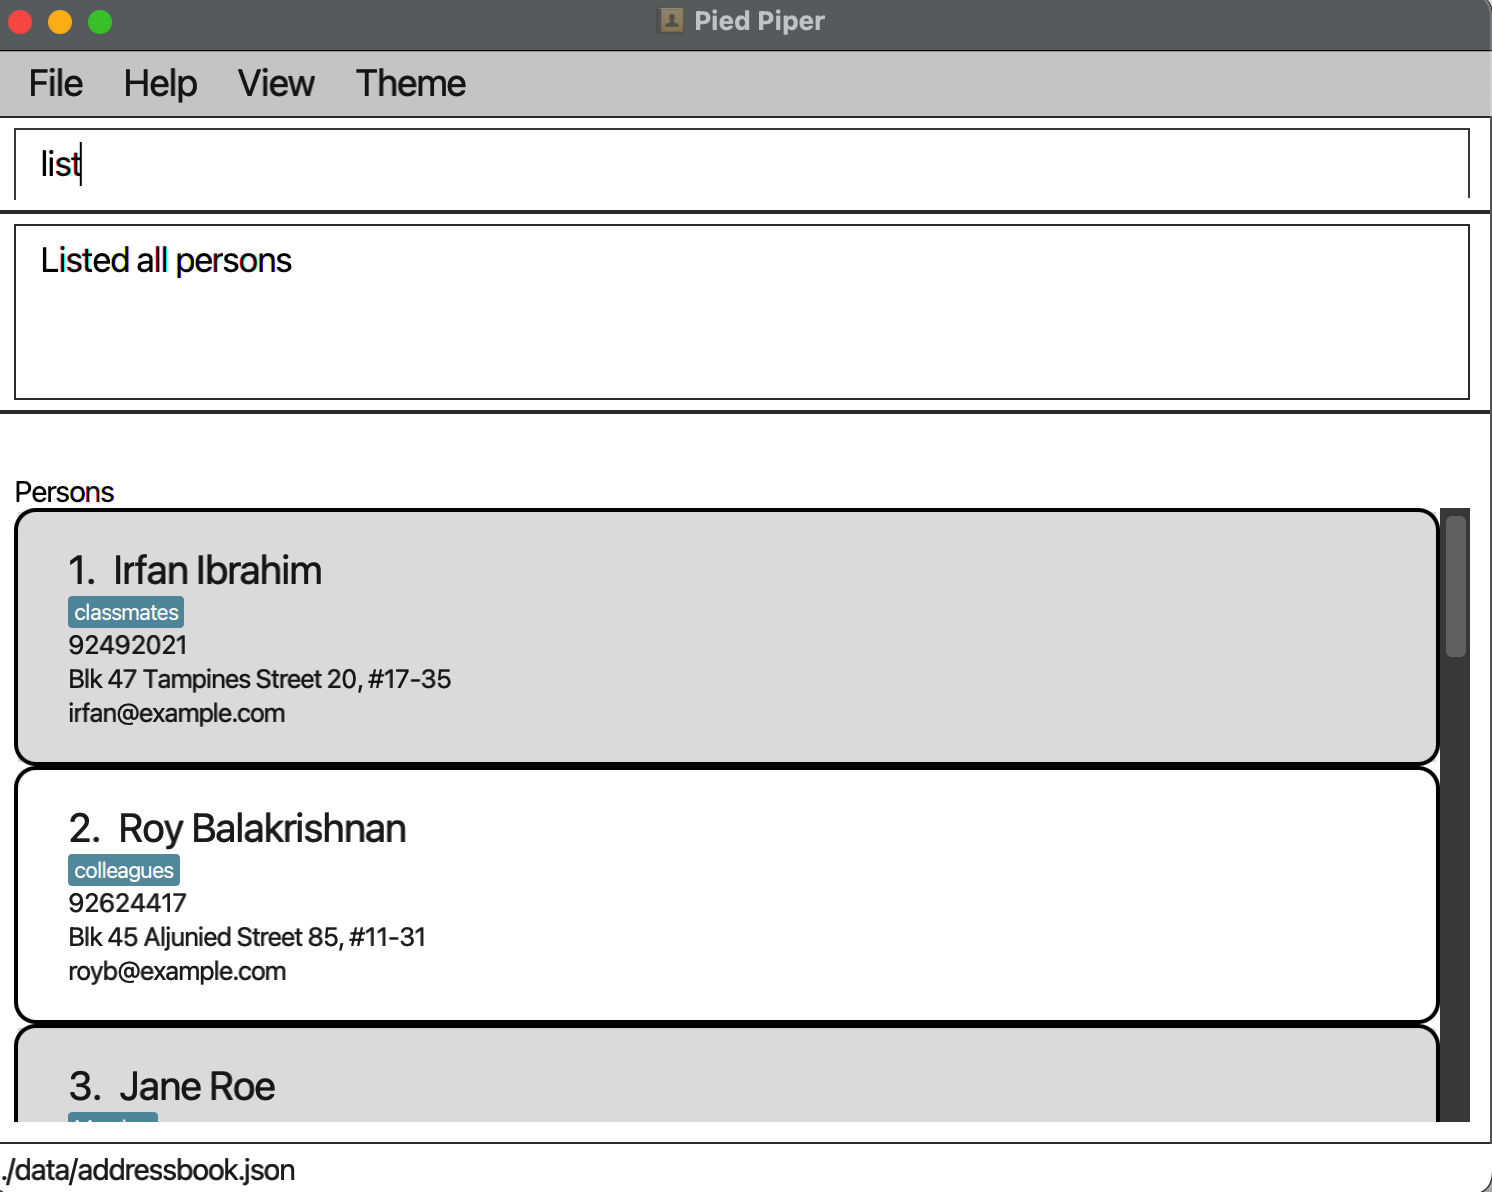 Pied Piper
File Help View Theme
list
Listed all persons
Persons
1. Irfan Ibrahim
classmates
92492021
Blk 47 Tampines Street 20, #17-35
irfan@example.com
2. Roy Balakrishnan
colleagues
92624417
Blk 45 Aljunied Street 85, #11-31
royb@example.com
3. Jane Roe
./data/addressbook.json